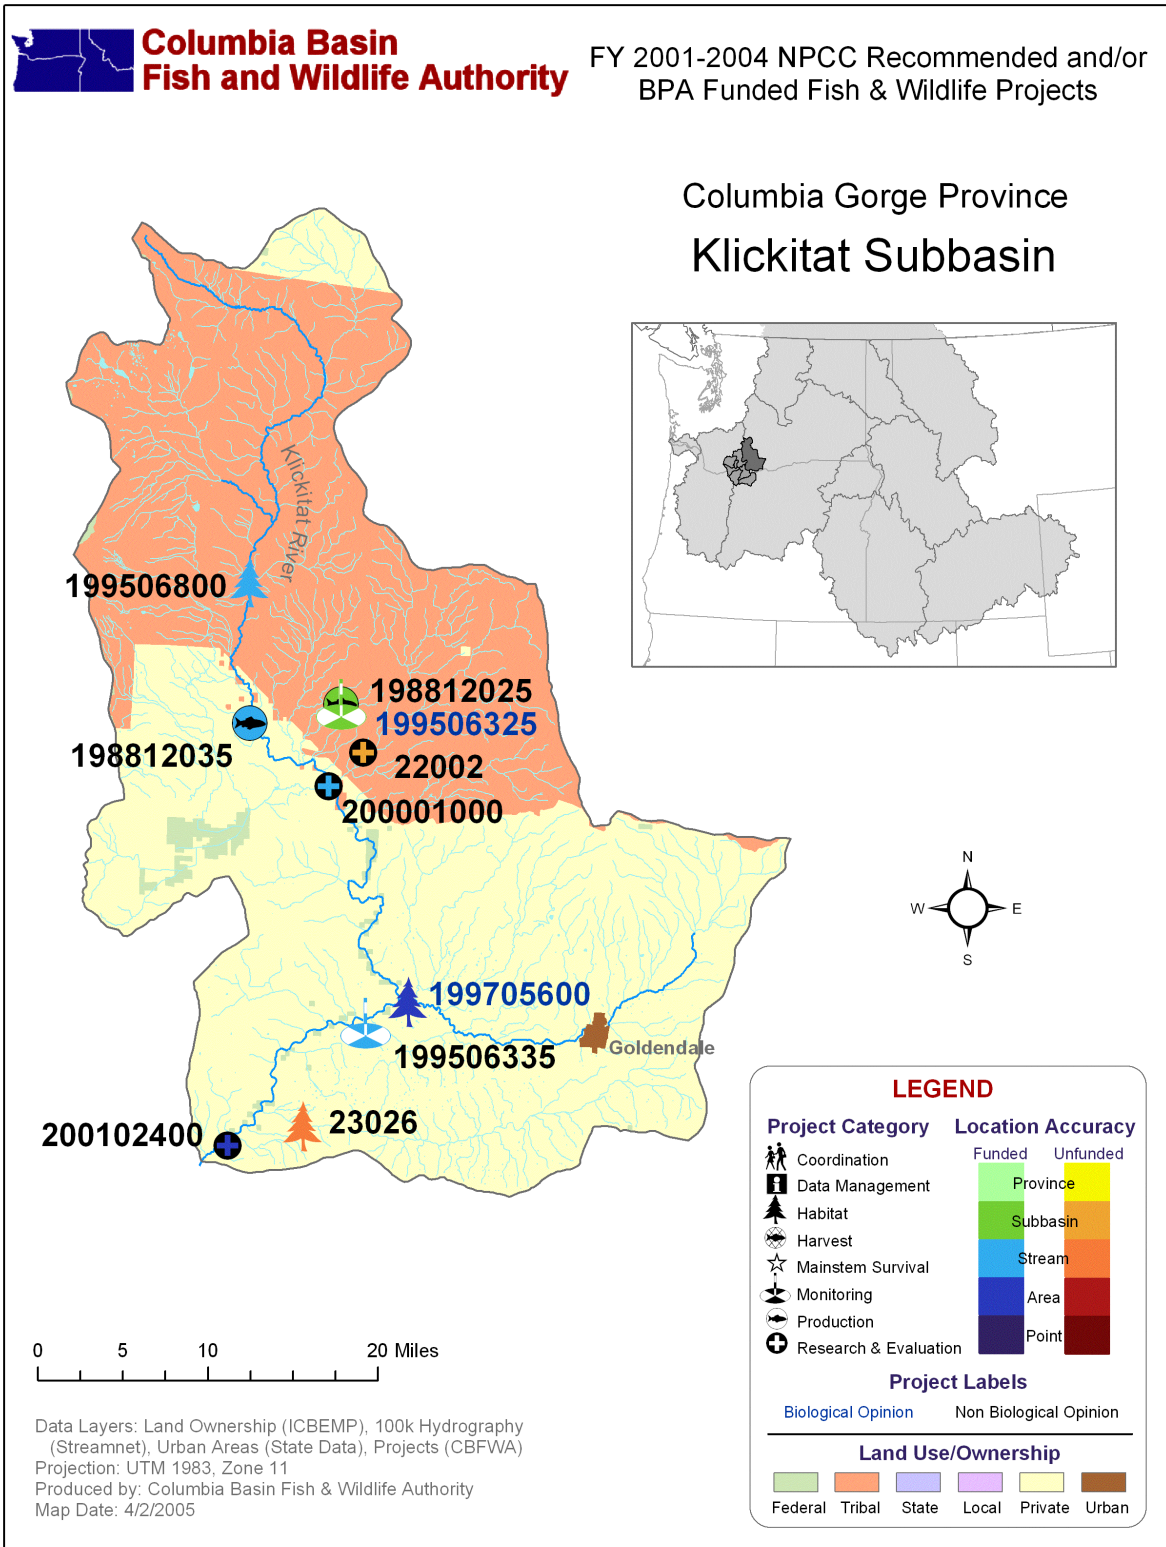 Columbia Basin
Fish and Wildlife Authority
FY 2001-2004 NPCC Recommended and/or
BPA Funded Fish & Wildlife Projects
Columbia Gorge Province
Klickitat Subbasin
Klickitat River
199506800
198812025
199506325
198812035
22002
200001000
N
W E
S
199705600
199506335
Goldendale
23026
200102400
LEGEND
Project Category
Coordination
Data Management
Habitat
Harvest
Mainstem Survival
Monitoring
Production
Research & Evaluation
Location Accuracy
Funded Unfunded
Province
Subbasin
Stream
Area
Point
Project Labels
Biological Opinion Non Biological Opinion
Land Use/Ownership
Federal Tribal State Local Private Urban
0 5 10 20 Miles
Data Layers: Land Ownership (ICBEMP), 100k Hydrography
(Streamnet), Urban Areas (State Data), Projects (CBFWA)
Projection: UTM 1983, Zone 11
Produced by: Columbia Basin Fish & Wildlife Authority
Map Date: 4/2/2005